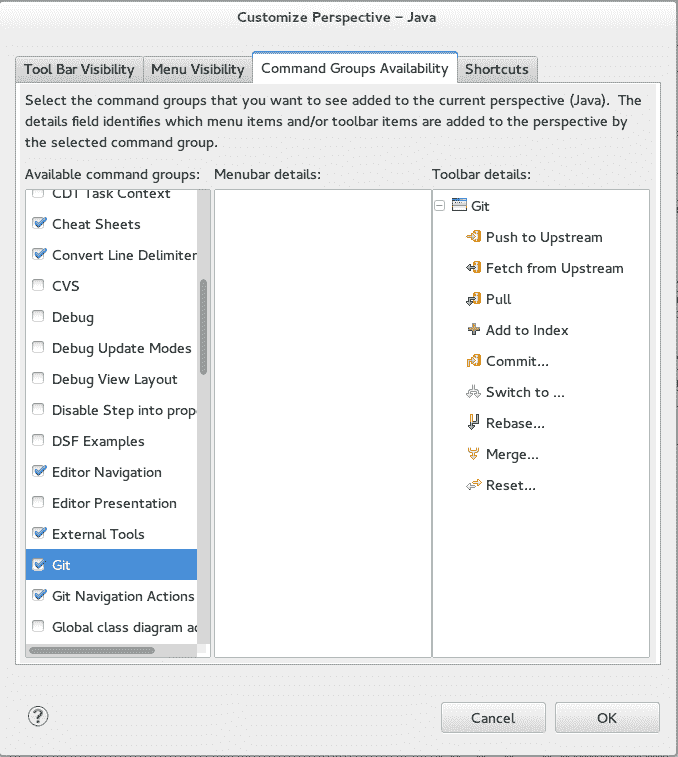 Customize Perspective – Java
Tool Bar Visibility
Menu Visibility
Command Groups Availability
Shortcuts
Select the command groups that you want to see added to the current perspective (Java). The
details field identifies which menu items and/or toolbar items are added to the perspective by
the selected command group.
Available command groups:
CDT Task Context
Cheat Sheets
Convert Line Delimiter
CVS
Debug
Debug Update Modes
Debug View Layout
Disable Step into prop
DSF Examples
Editor Navigation
Editor Presentation
External Tools
Git
Git Navigation Actions
Global class diagram ac
Menubar details:
Toolbar details:
Git
Push to Upstream
Fetch from Upstream
Pull
Add to Index
Commit...
Switch to ...
Rebase...
Merge...
Reset...
?
Cancel
OK